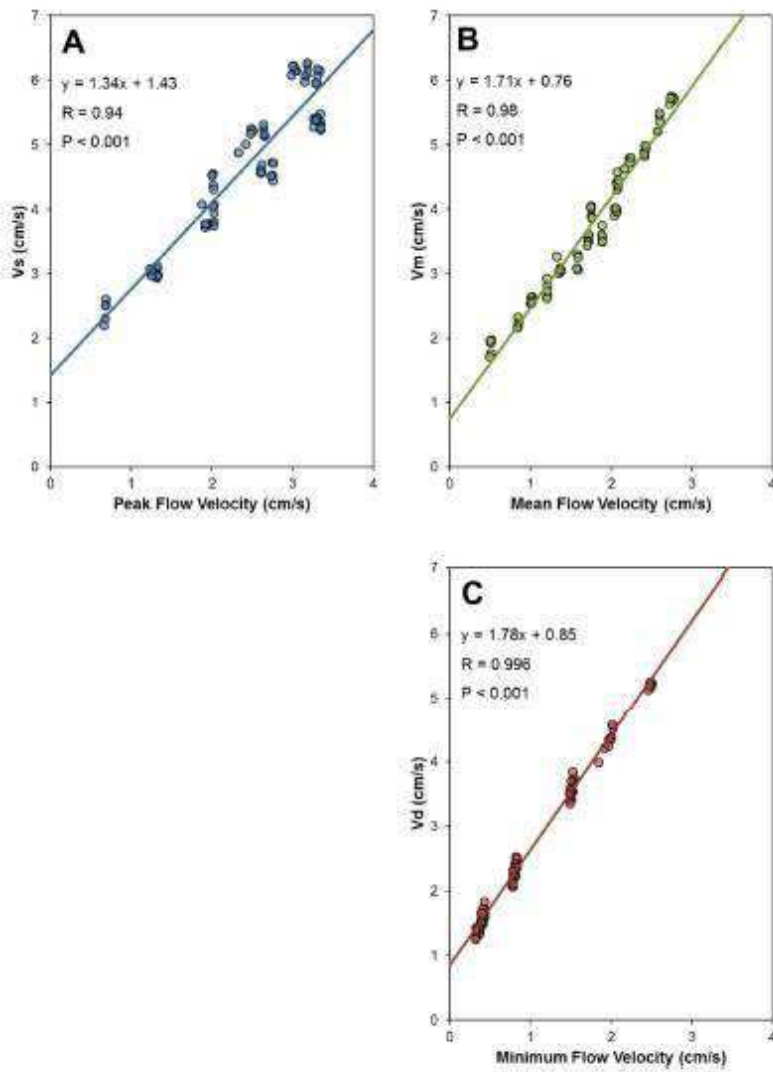 A
y = 1.34x + 1.43
R = 0.94
P < 0.001
7
6
5
4
3
2
1
0
Vs (cm/s)
0 1 2 3 4
Peak Flow Velocity (cm/s)
B
y = 1.71x + 0.76
R = 0.98
P < 0.001
7
6
5
4
3
2
1
0
Vm (cm/s)
0 1 2 3 4
Mean Flow Velocity (cm/s)
C
y = 1.78x + 0.85
R = 0.996
P < 0.001
7
6
5
4
3
2
1
0
Vd (cm/s)
0 1 2 3 4
Minimum Flow Velocity (cm/s)